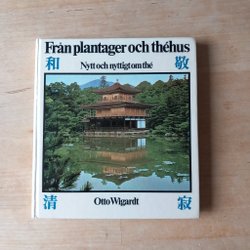 Från plantager och théhus
Nytt och nyttigt om thé
和 敬
清 寂
Otto Wigardt